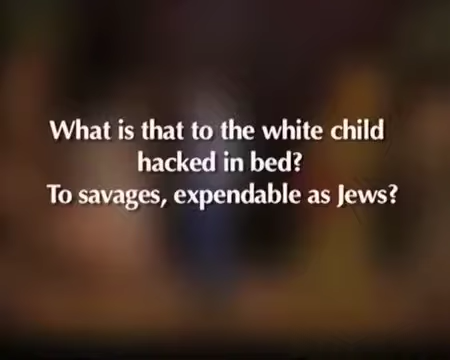 What is that to the white child
hacked in bed?
To savages, expendable as Jews?